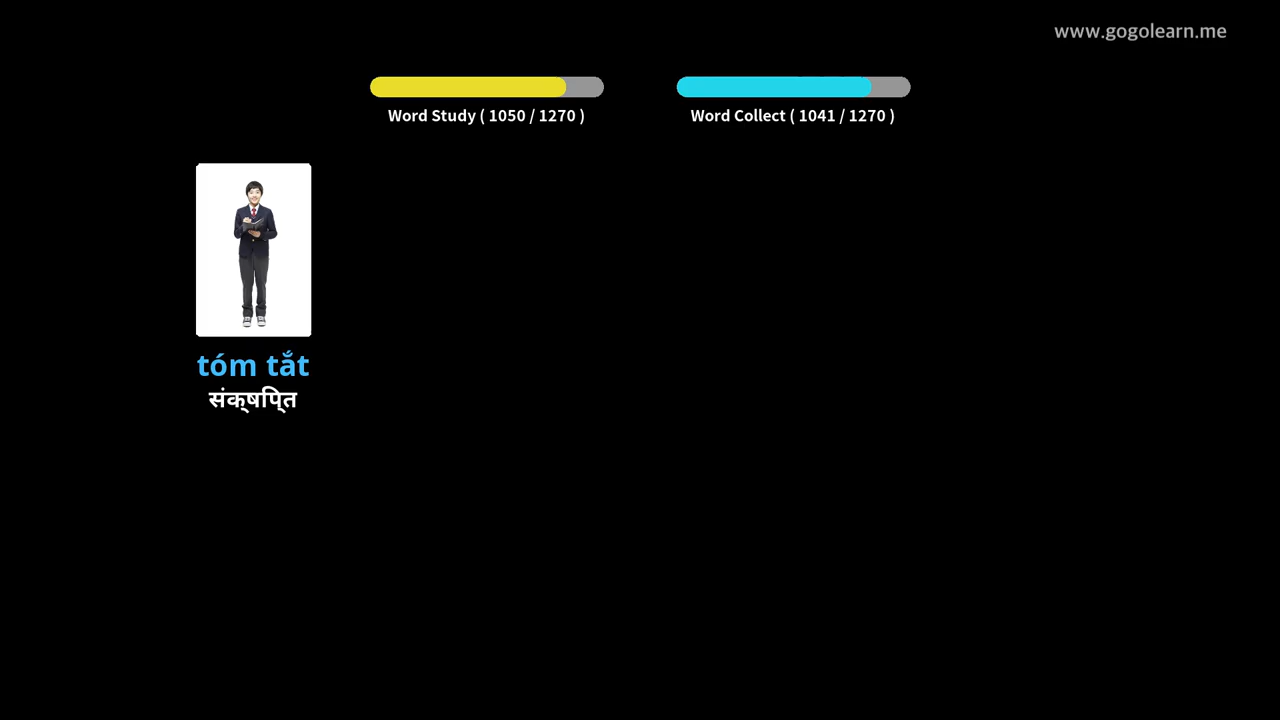 www.gogolearn.me
Word Study ( 1050 / 1270 )
Word Collect ( 1041 / 1270 )
tóm tắt
संक्षिप्त